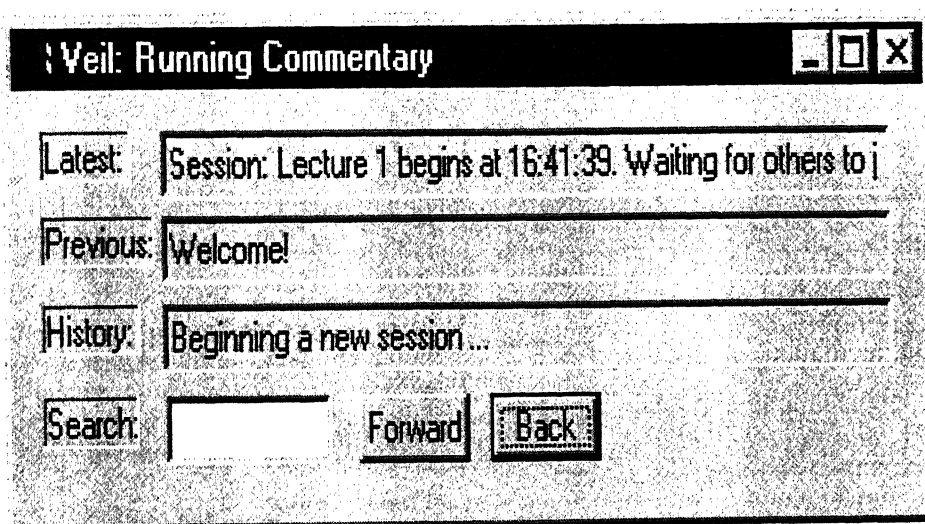 Veil: Running Commentary
Latest: Session: Lecture 1 begins at 16:41:39. Waiting for others to j
Previous: Welcome!
History: Beginning a new session ...
Search: Forward Back